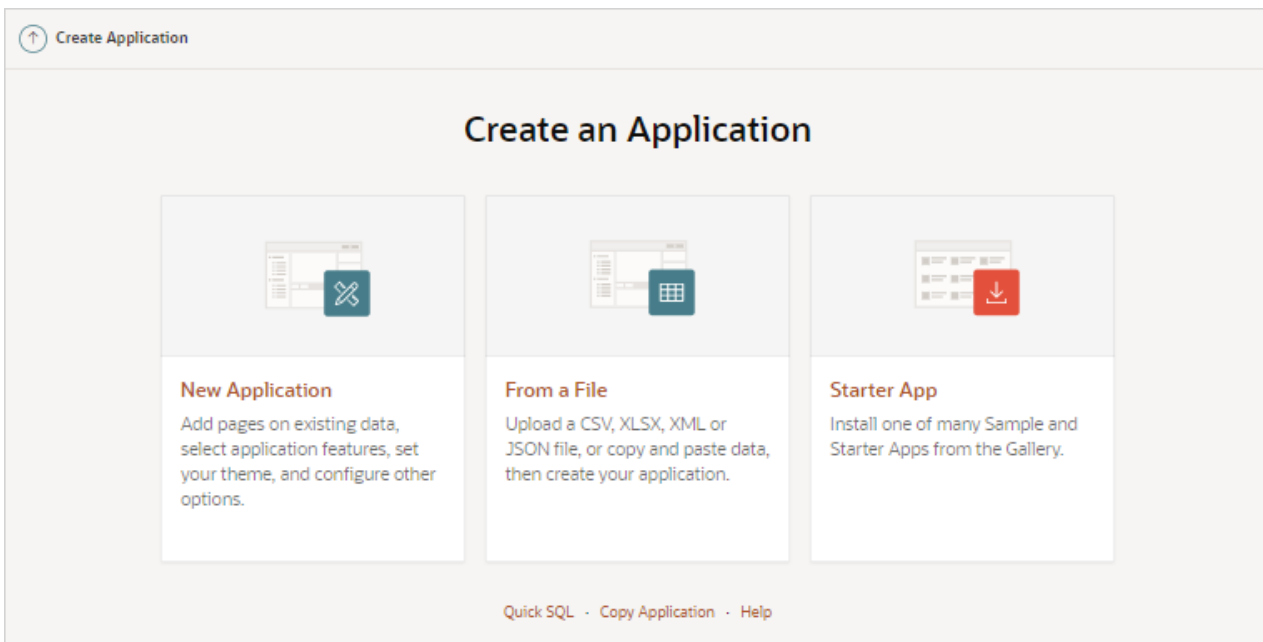 Create Application
Create an Application
New Application
Add pages on existing data,
select application features, set
your theme, and configure other
options.
From a File
Upload a CSV, XLSX, XML or
JSON file, or copy and paste data,
then create your application.
Starter App
Install one of many Sample and
Starter Apps from the Gallery.
Quick SQL - Copy Application - Help